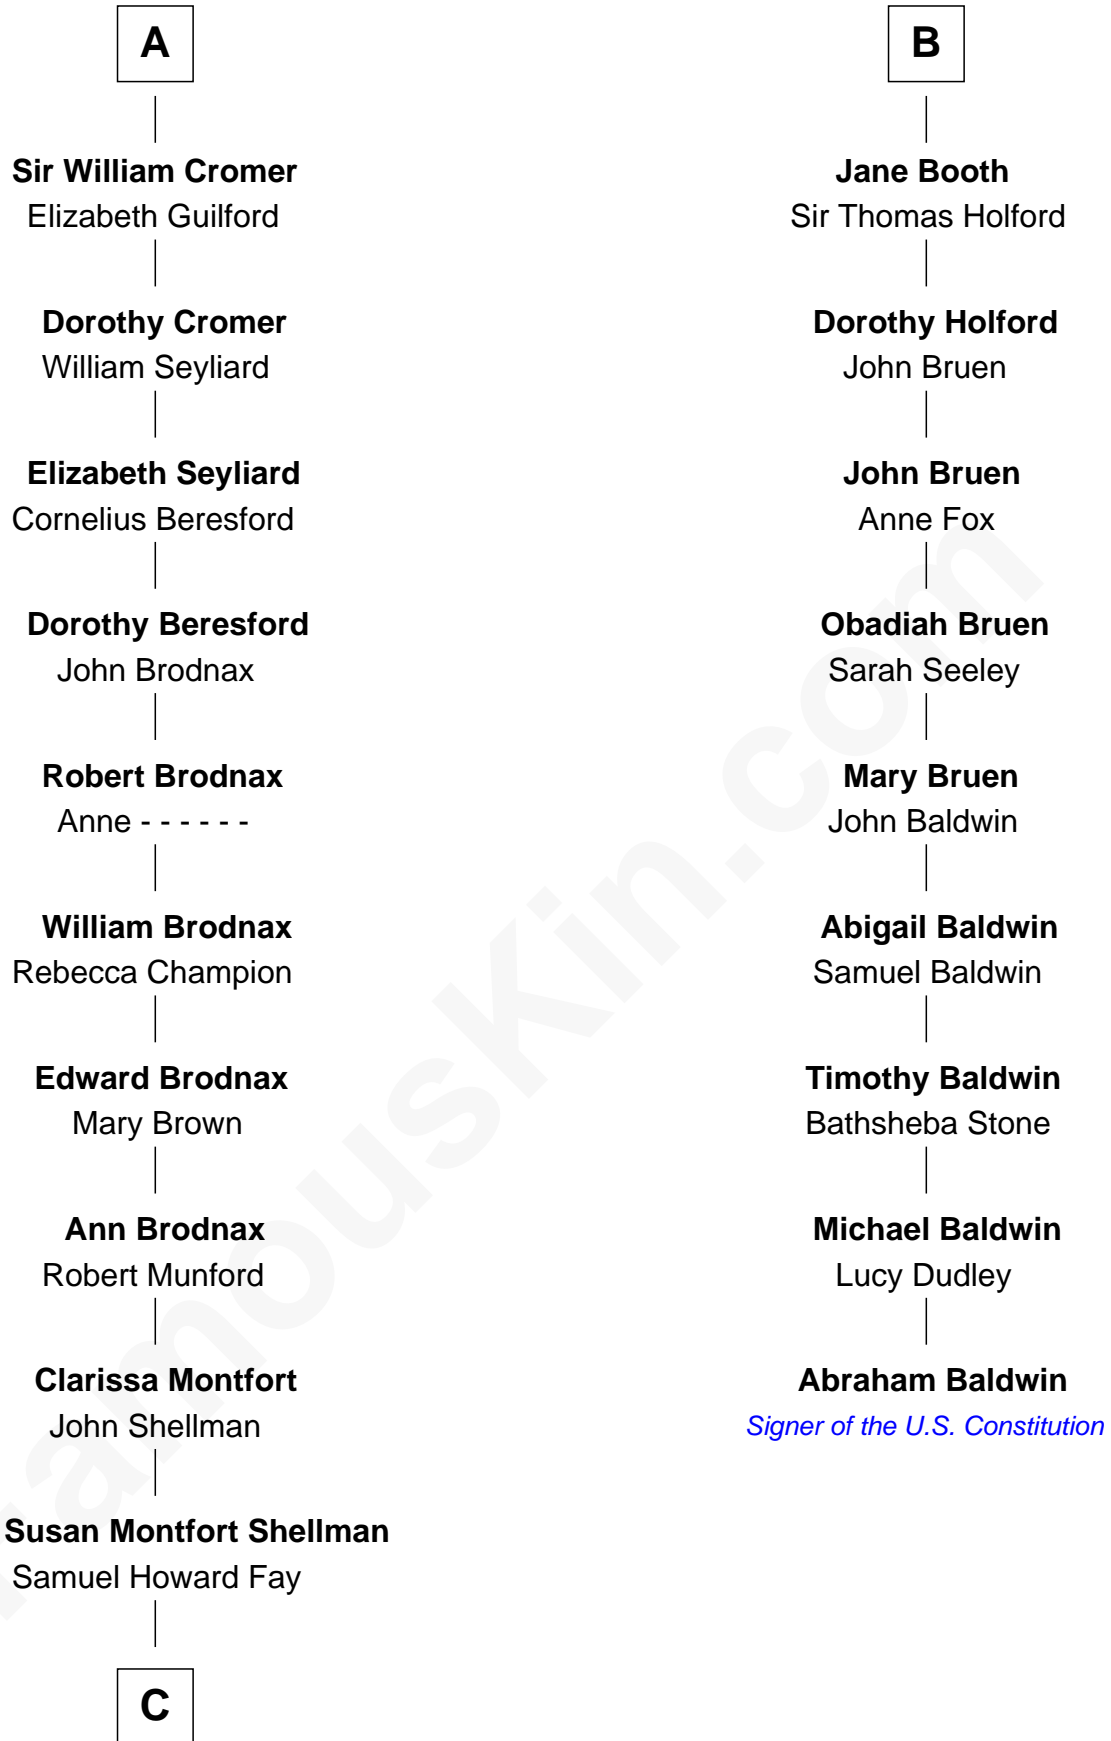 A
Sir William Cromer
Elizabeth Guilford
Dorothy Cromer
William Seyliard
Elizabeth Seyliard
Cornelius Beresford
Dorothy Beresford
John Brodnax
Robert Brodnax
Anne - - - - - -
William Brodnax
Rebecca Champion
Edward Brodnax
Mary Brown
Ann Brodnax
Robert Munford
Clarissa Montfort
John Shellman
Susan Montfort Shellman
Samuel Howard Fay
C
B
Jane Booth
Sir Thomas Holford
Dorothy Holford
John Bruen
John Bruen
Anne Fox
Obadiah Bruen
Sarah Seeley
Mary Bruen
John Baldwin
Abigail Baldwin
Samuel Baldwin
Timothy Baldwin
Bathsheba Stone
Michael Baldwin
Lucy Dudley
Abraham Baldwin
Signer of the U.S. Constitution
FamousKin.com